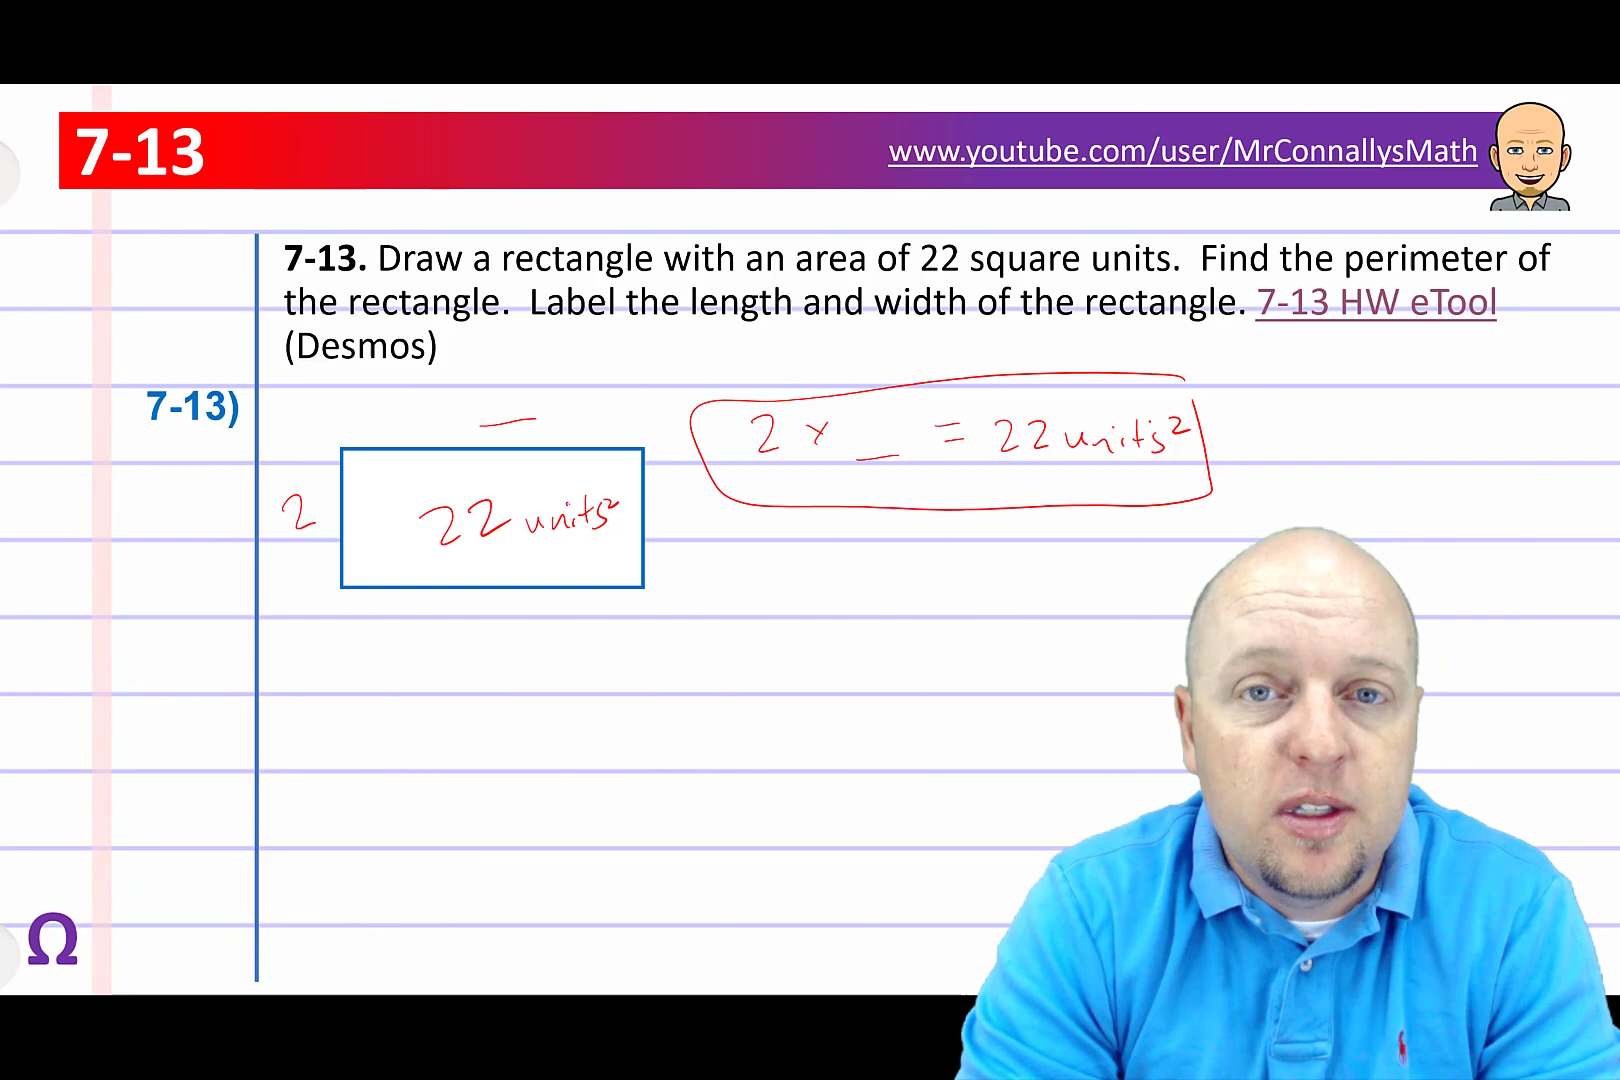 7-13
www.youtube.com/user/MrConnallysMath
7-13. Draw a rectangle with an area of 22 square units. Find the perimeter of
the rectangle. Label the length and width of the rectangle. 7-13 HW eTool
(Desmos)
7-13)
2 × _ = 22 units²
2
22 units²
Ω